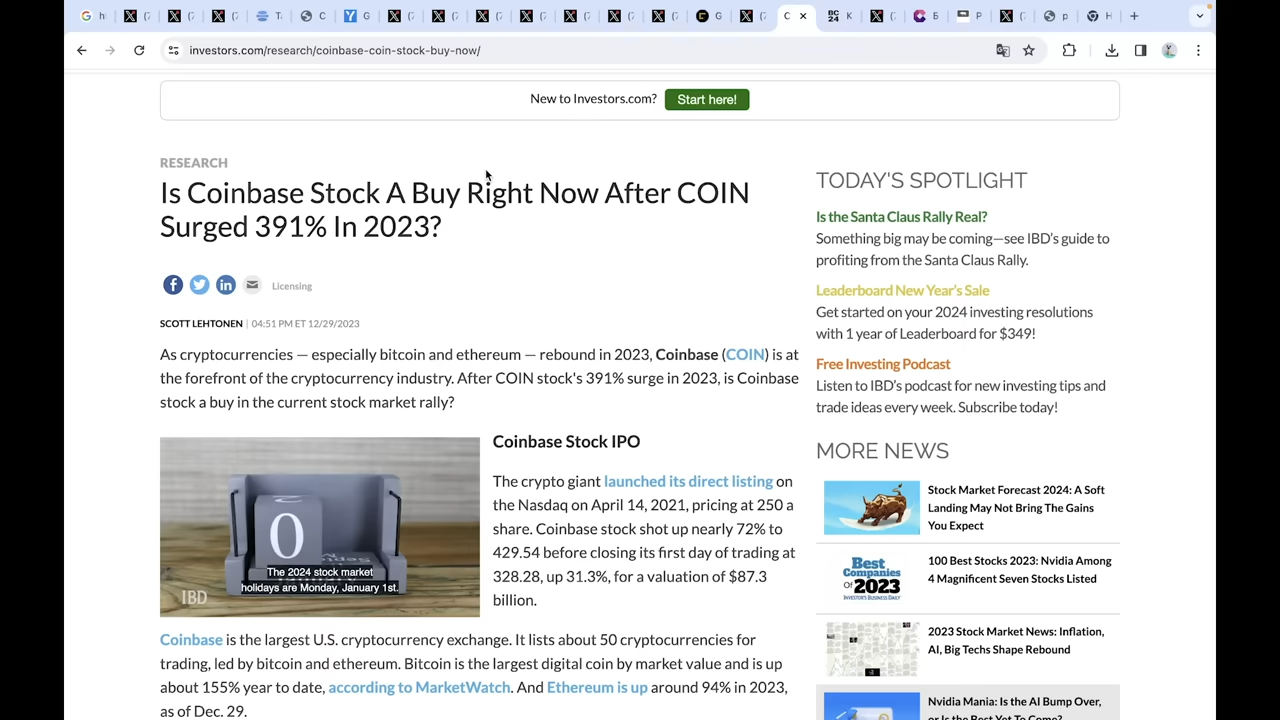 investors.com/research/coinbase-coin-stock-buy-now/
New to Investors.com?
Start here!
RESEARCH
Is Coinbase Stock A Buy Right Now After COIN
Surged 391% In 2023?
Licensing
SCOTT LEHTONEN | 04:51 PM ET 12/29/2023
As cryptocurrencies — especially bitcoin and ethereum — rebound in 2023, Coinbase (COIN) is at
the forefront of the cryptocurrency industry. After COIN stock's 391% surge in 2023, is Coinbase
stock a buy in the current stock market rally?
0
The 2024 stock market
holidays are Monday, January 1st.
IBD
Coinbase Stock IPO
The crypto giant launched its direct listing on
the Nasdaq on April 14, 2021, pricing at 250 a
share. Coinbase stock shot up nearly 72% to
429.54 before closing its first day of trading at
328.28, up 31.3%, for a valuation of $87.3
billion.
Coinbase is the largest U.S. cryptocurrency exchange. It lists about 50 cryptocurrencies for
trading, led by bitcoin and ethereum. Bitcoin is the largest digital coin by market value and is up
about 155% year to date, according to MarketWatch. And Ethereum is up around 94% in 2023,
as of Dec. 29.
TODAY'S SPOTLIGHT
Is the Santa Claus Rally Real?
Something big may be coming—see IBD’s guide to
profiting from the Santa Claus Rally.
Leaderboard New Year’s Sale
Get started on your 2024 investing resolutions
with 1 year of Leaderboard for $349!
Free Investing Podcast
Listen to IBD’s podcast for new investing tips and
trade ideas every week. Subscribe today!
MORE NEWS
Stock Market Forecast 2024: A Soft
Landing May Not Bring The Gains
You Expect
Best
Companies
Of 2023
INVESTOR'S BUSINESS DAILY
100 Best Stocks 2023: Nvidia Among
4 Magnificent Seven Stocks Listed
2023 Stock Market News: Inflation,
AI, Big Techs Shape Rebound
Nvidia Mania: Is the AI Bump Over,
or Is the Best Yet To Come?